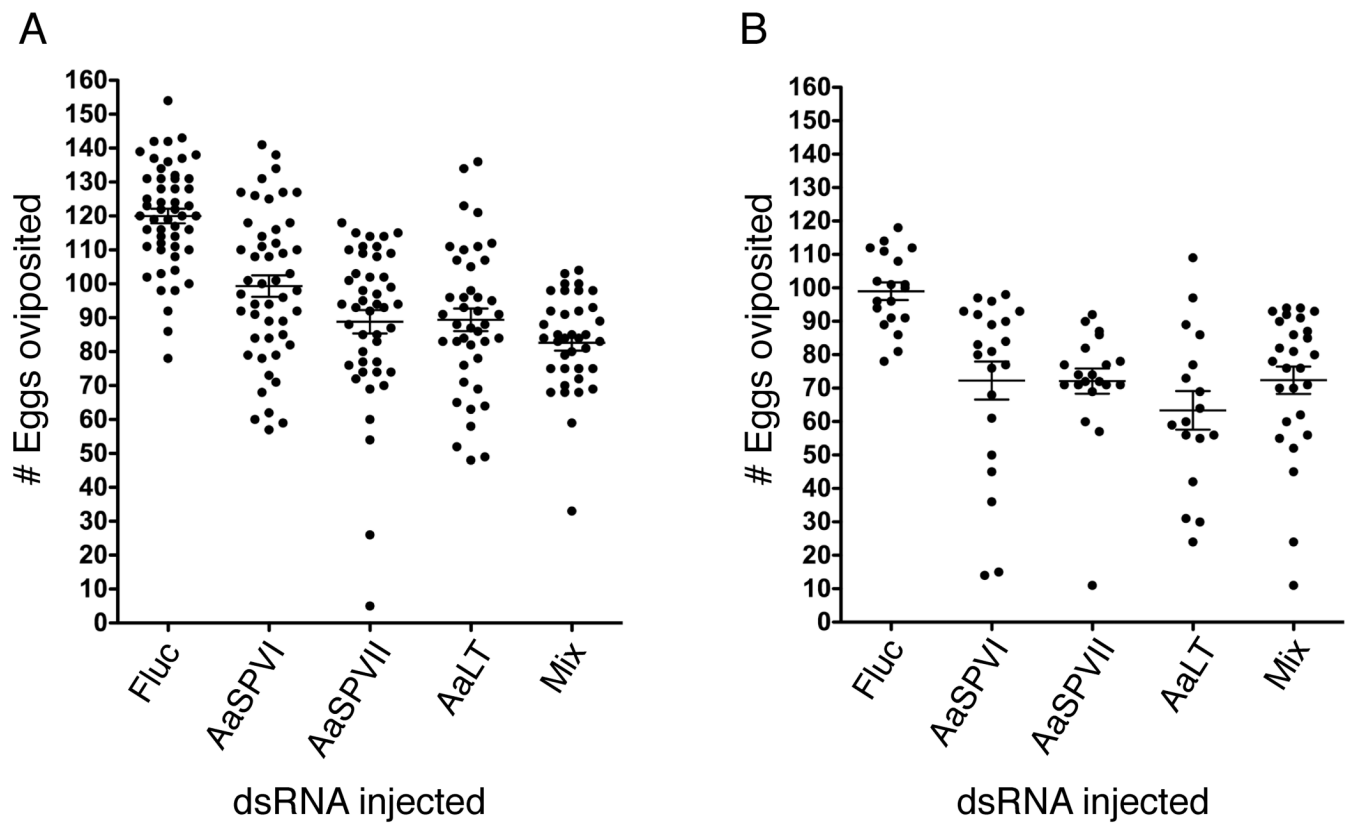 A
# Eggs oviposited
160
150
140
130
120
110
100
90
80
70
60
50
40
30
20
10
0
Fluc
AaSPVI
AaSPVII
AaLT
Mix
dsRNA injected
B
# Eggs oviposited
160
150
140
130
120
110
100
90
80
70
60
50
40
30
20
10
0
Fluc
AaSPVI
AaSPVII
AaLT
Mix
dsRNA injected